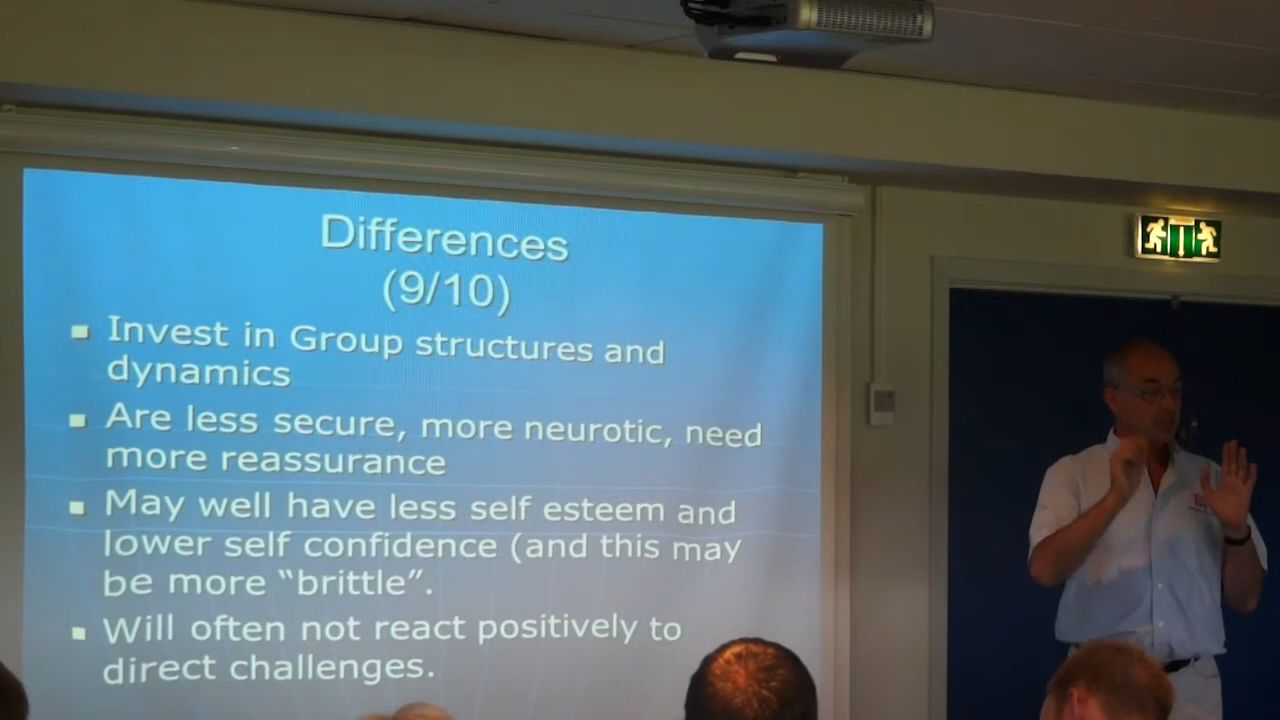 Differences
(9/10)
Invest in Group structures and
dynamics
Are less secure, more neurotic, need
more reassurance
May well have less self esteem and
lower self confidence (and this may
be more “brittle”.
Will often not react positively to
direct challenges.